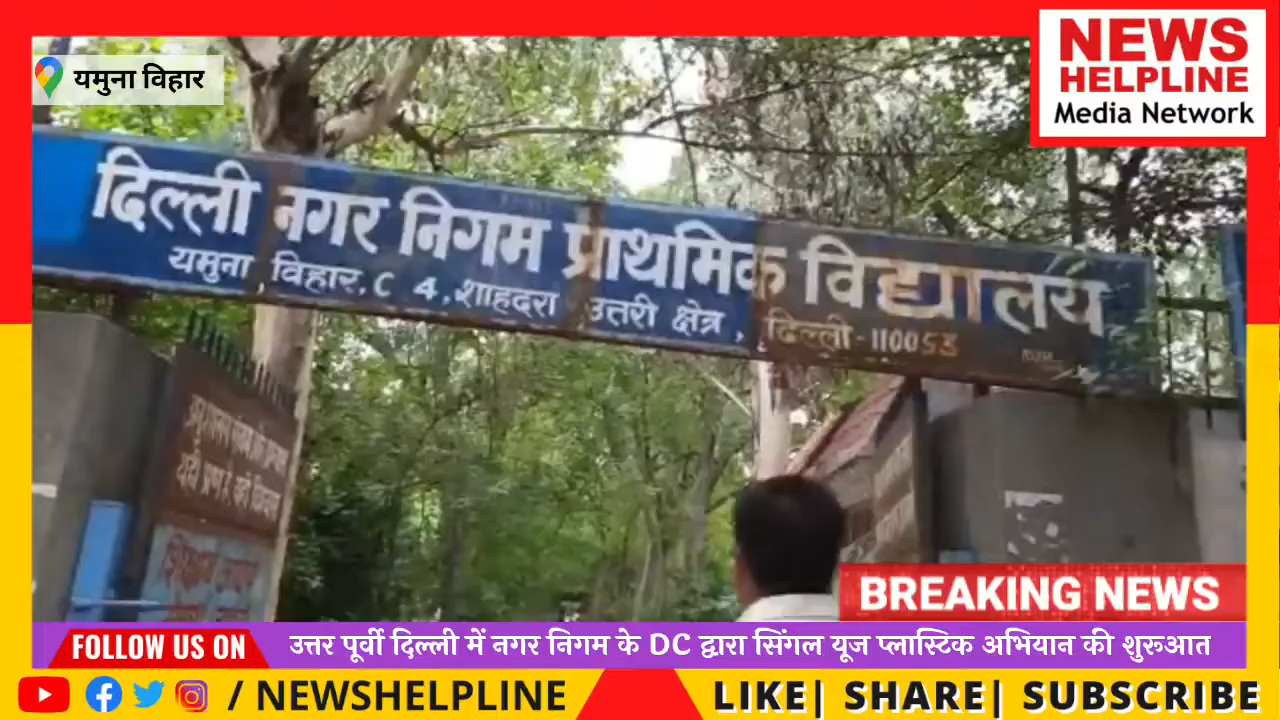 यमुना विहार
NEWS
HELPLINE
Media Network
दिल्ली नगर निगम प्राथमिक विद्यालय
यमुना विहार, C 4, शाहदरा उत्तरी क्षेत्र, दिल्ली-110053
BREAKING NEWS
FOLLOW US ON
उत्तर पूर्वी दिल्ली में नगर निगम के DC द्वारा सिंगल यूज प्लास्टिक अभियान की शुरूआत
/ NEWSHELPLINE
LIKE| SHARE| SUBSCRIBE